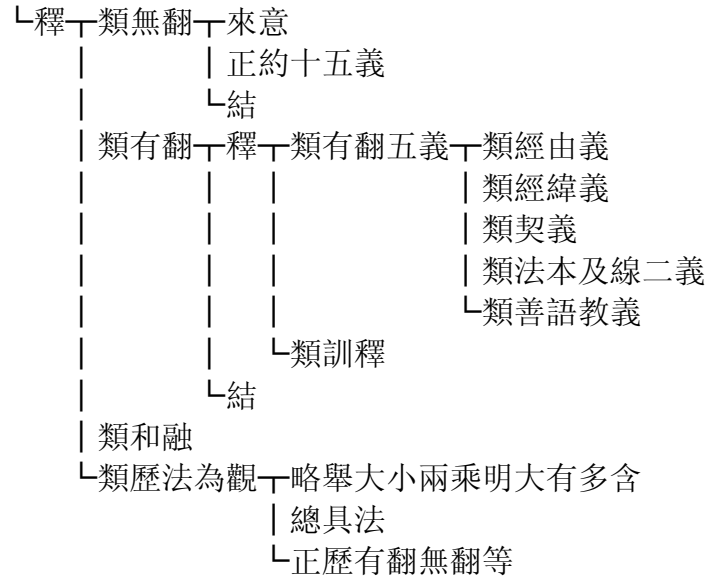 └釋┬類無翻┬來意
｜正約十五義
└結
｜類有翻┬釋┬類有翻五義┬類經由義
｜類經緯義
｜類契義
｜類法本及線二義
└類善語教義
└類訓釋
└結
｜類和融
└類歷法為觀┬略舉大小兩乘明大有多含
｜總具法
└正歷有翻無翻等